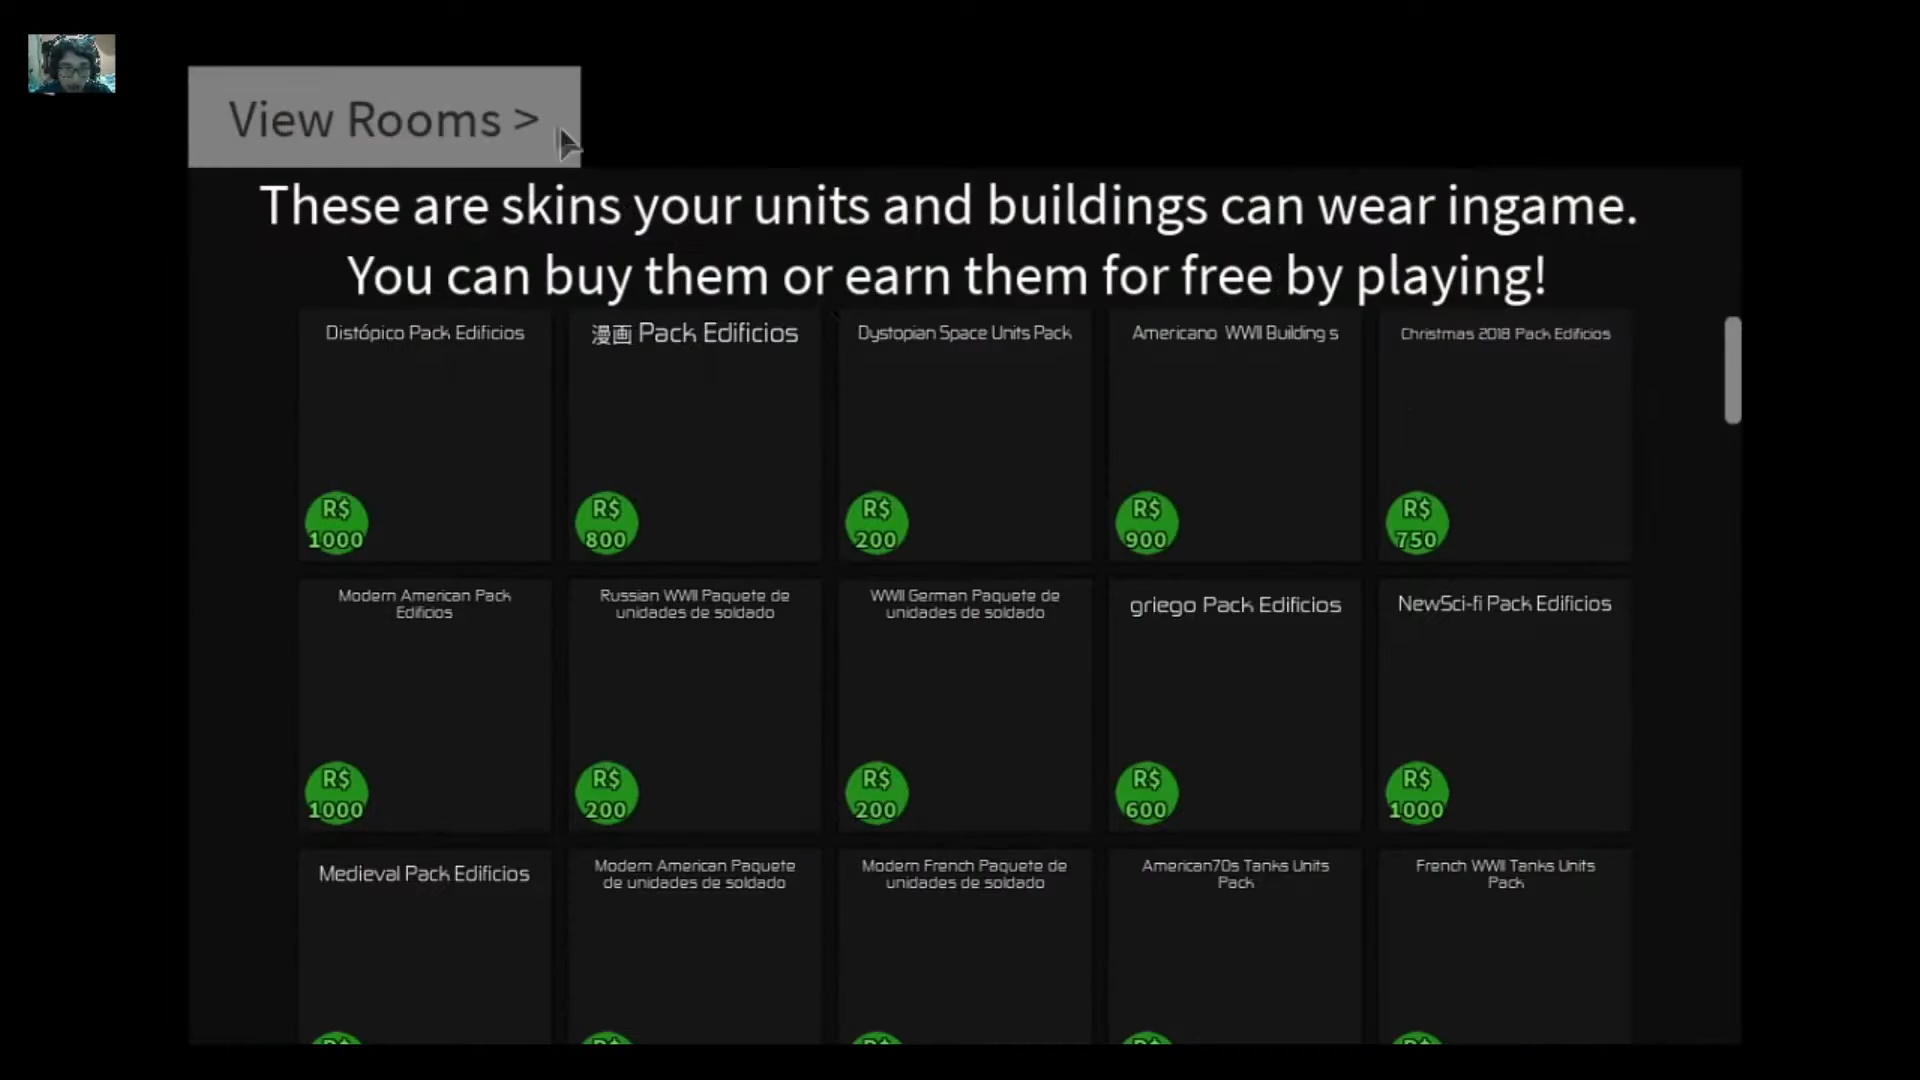 View Rooms >
These are skins your units and buildings can wear ingame.
You can buy them or earn them for free by playing!
Distópico Pack Edificios
漫画 Pack Edificios
Dystopian Space Units Pack
Americano WWII Building s
Christmas 2018 Pack Edificios
R$
1000
R$
800
R$
200
R$
900
R$
750
Modern American Pack
Edificios
Russian WWII Paquete de
unidades de soldado
WWII German Paquete de
unidades de soldado
griego Pack Edificios
NewSci-fi Pack Edificios
R$
1000
R$
200
R$
200
R$
600
R$
1000
Medieval Pack Edificios
Modern American Paquete
de unidades de soldado
Modern French Paquete de
unidades de soldado
American70s Tanks Units
Pack
French WWII Tanks Units
Pack
R$
R$
R$
R$
R$